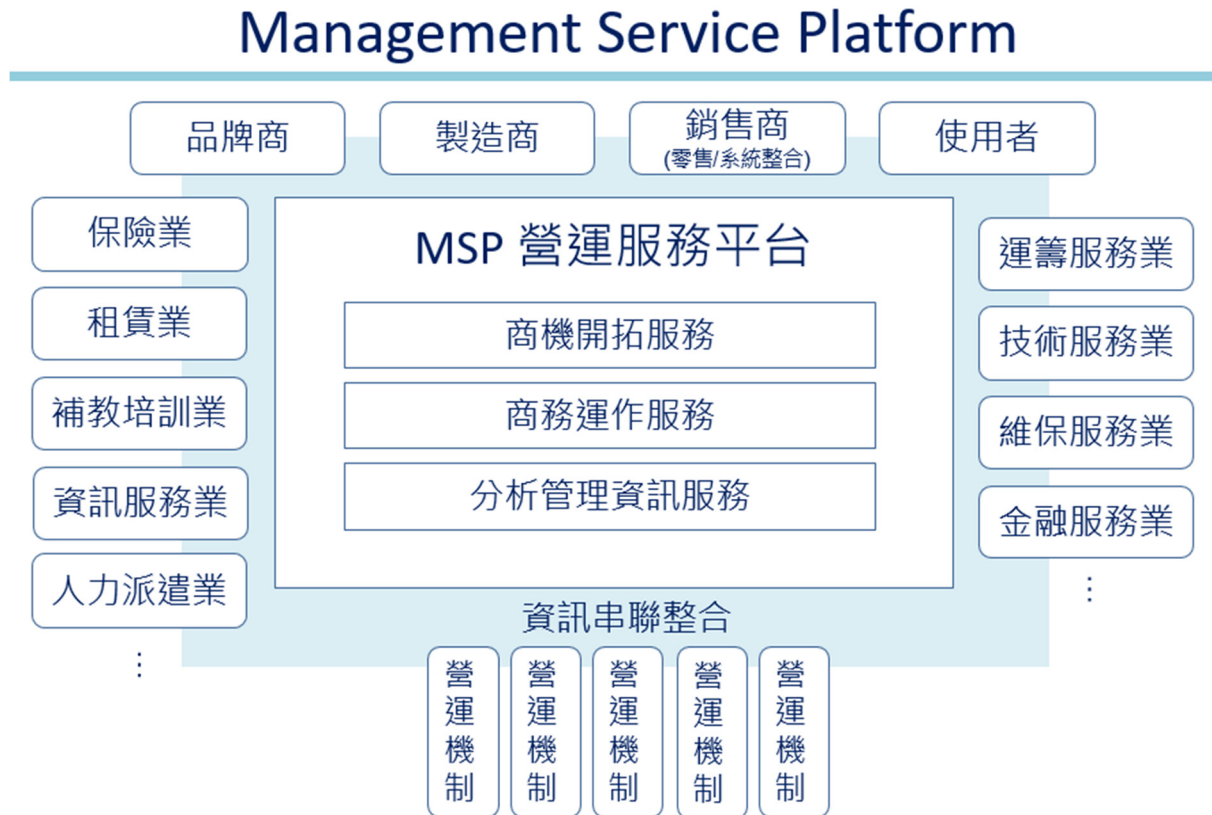 Management Service Platform
品牌商
製造商
銷售商
(零售/系統整合)
使用者
保險業
租賃業
補教培訓業
資訊服務業
人力派遣業
⋮
MSP 營運服務平台
商機開拓服務
商務運作服務
分析管理資訊服務
運籌服務業
技術服務業
維保服務業
金融服務業
⋮
資訊串聯整合
營運機制
營運機制
營運機制
營運機制
營運機制